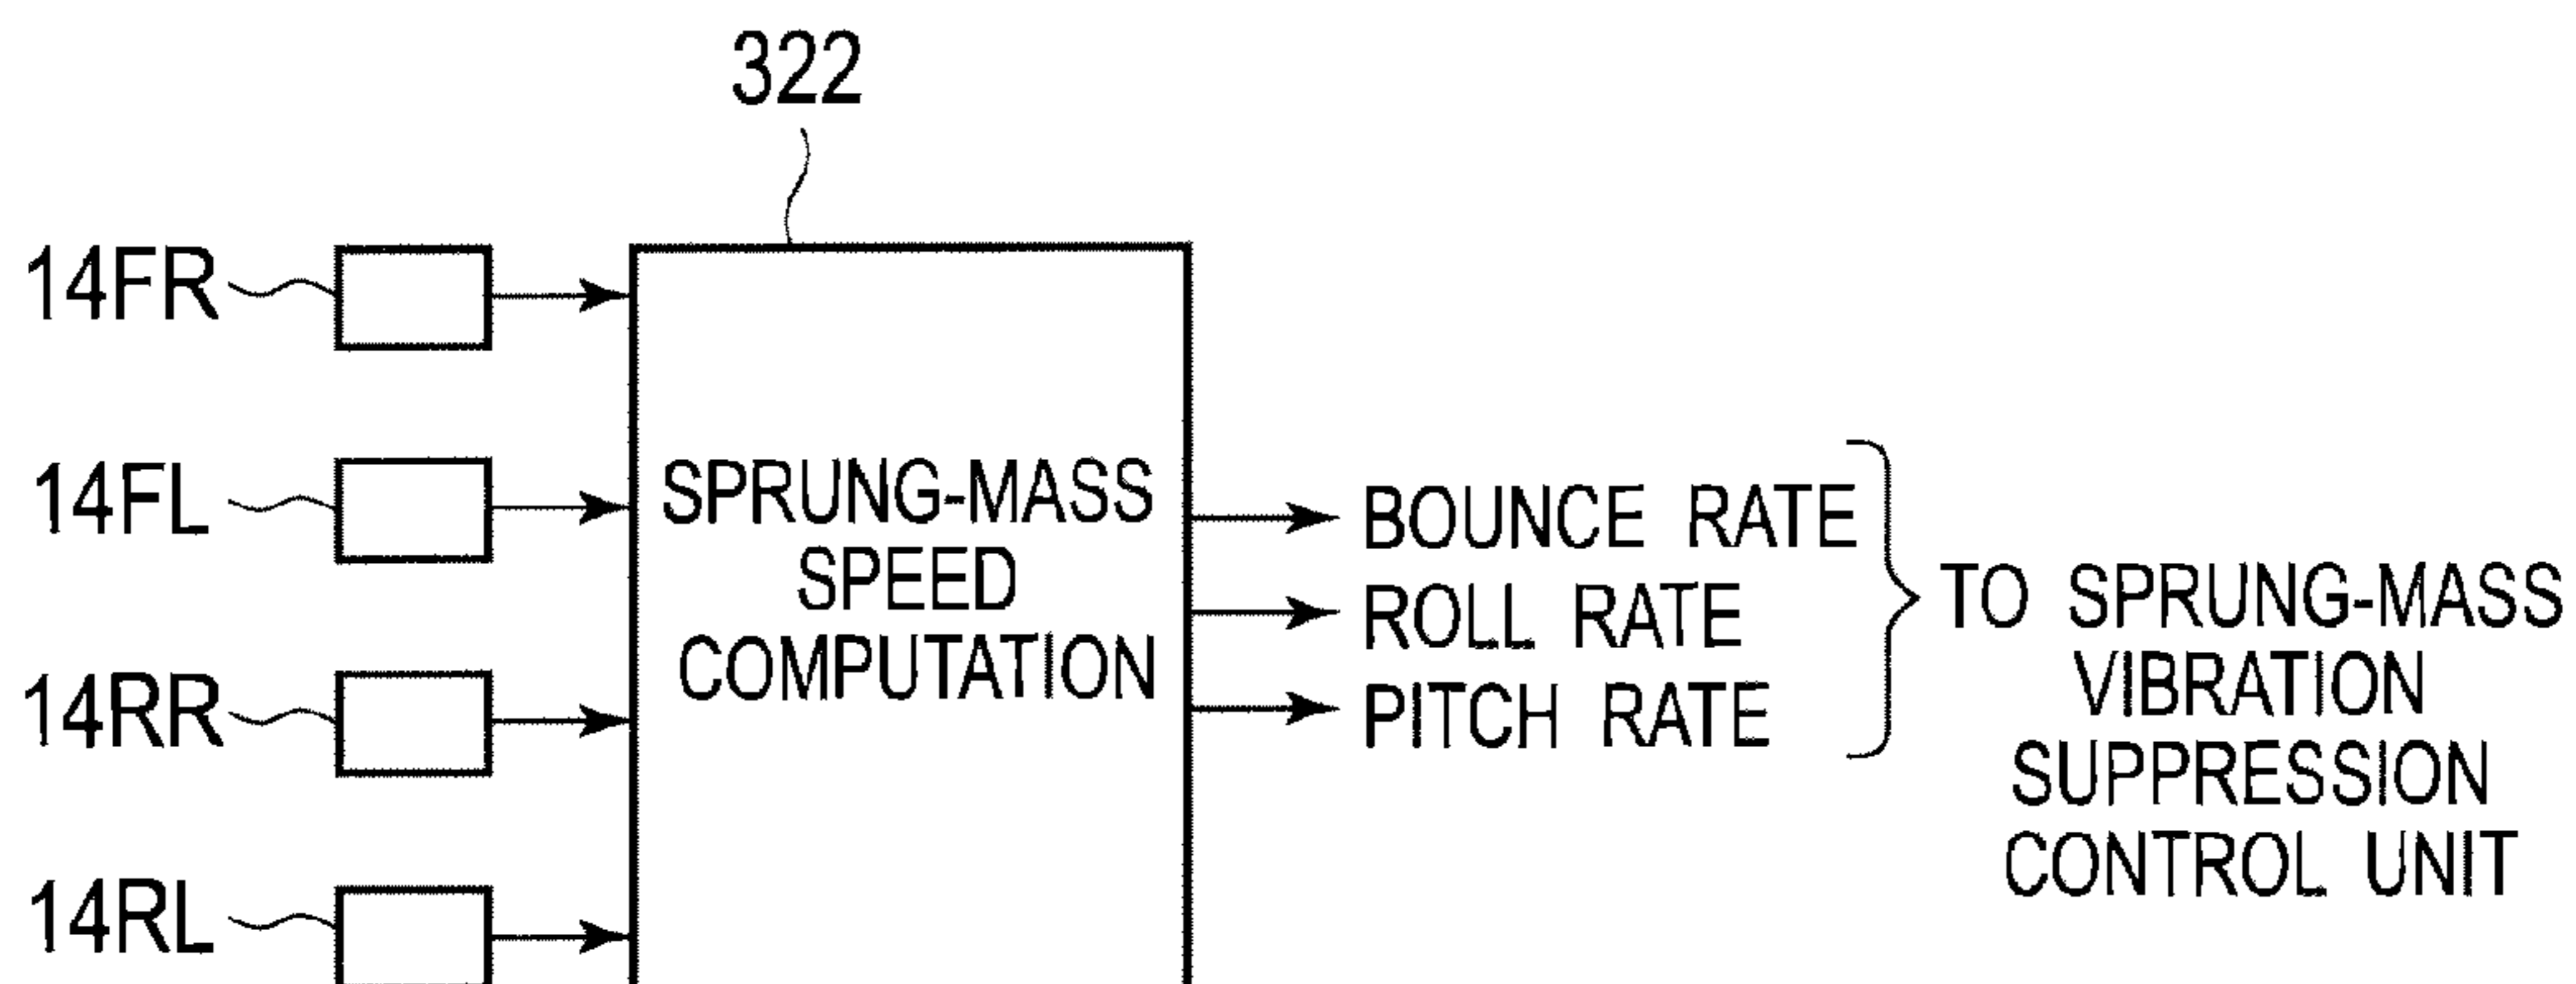 322
14FR
14FL
14RR
14RL
SPRUNG-MASS
SPEED
COMPUTATION
BOUNCE RATE
ROLL RATE
PITCH RATE
TO SPRUNG-MASS
VIBRATION
SUPPRESSION
CONTROL UNIT